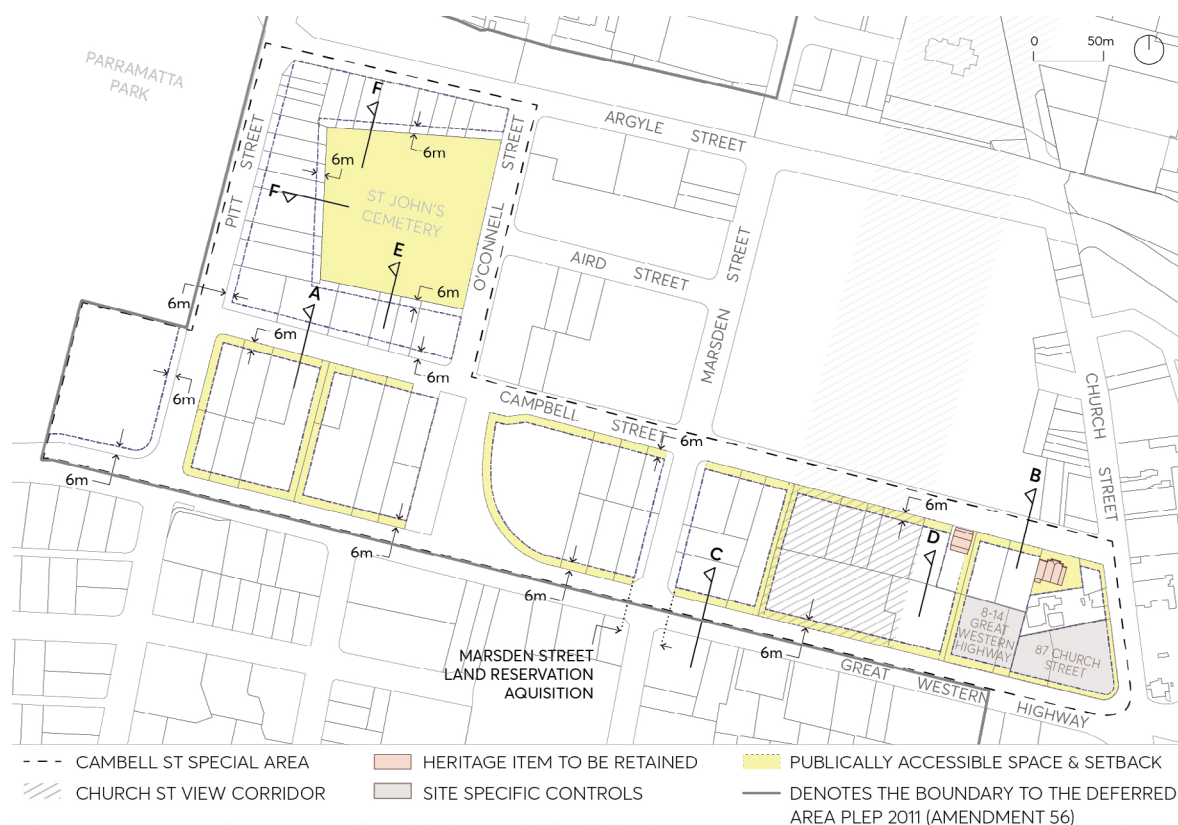 PARRAMATTA
PARK
0 50m
ARGYLE STREET
F
6m
STREET
STREET
6m
F
ST JOHN'S
CEMETERY
PITT
O'CONNELL
E
6m
A
6m
6m
6m
6m
6m
AIRD STREET
MARSDEN STREET
CHURCH STREET
CAMPBELL STREET
6m
B
6m
D
C
6m
6m
6m
6m
8-14
GREAT
WESTERN
HIGHWAY
87 CHURCH
STREET
MARSDEN STREET
LAND RESERVATION
AQUISITION
GREAT WESTERN HIGHWAY
CAMBELL ST SPECIAL AREA
HERITAGE ITEM TO BE RETAINED
PUBLICALLY ACCESSIBLE SPACE & SETBACK
CHURCH ST VIEW CORRIDOR
SITE SPECIFIC CONTROLS
DENOTES THE BOUNDARY TO THE DEFERRED
AREA PLEP 2011 (AMENDMENT 56)